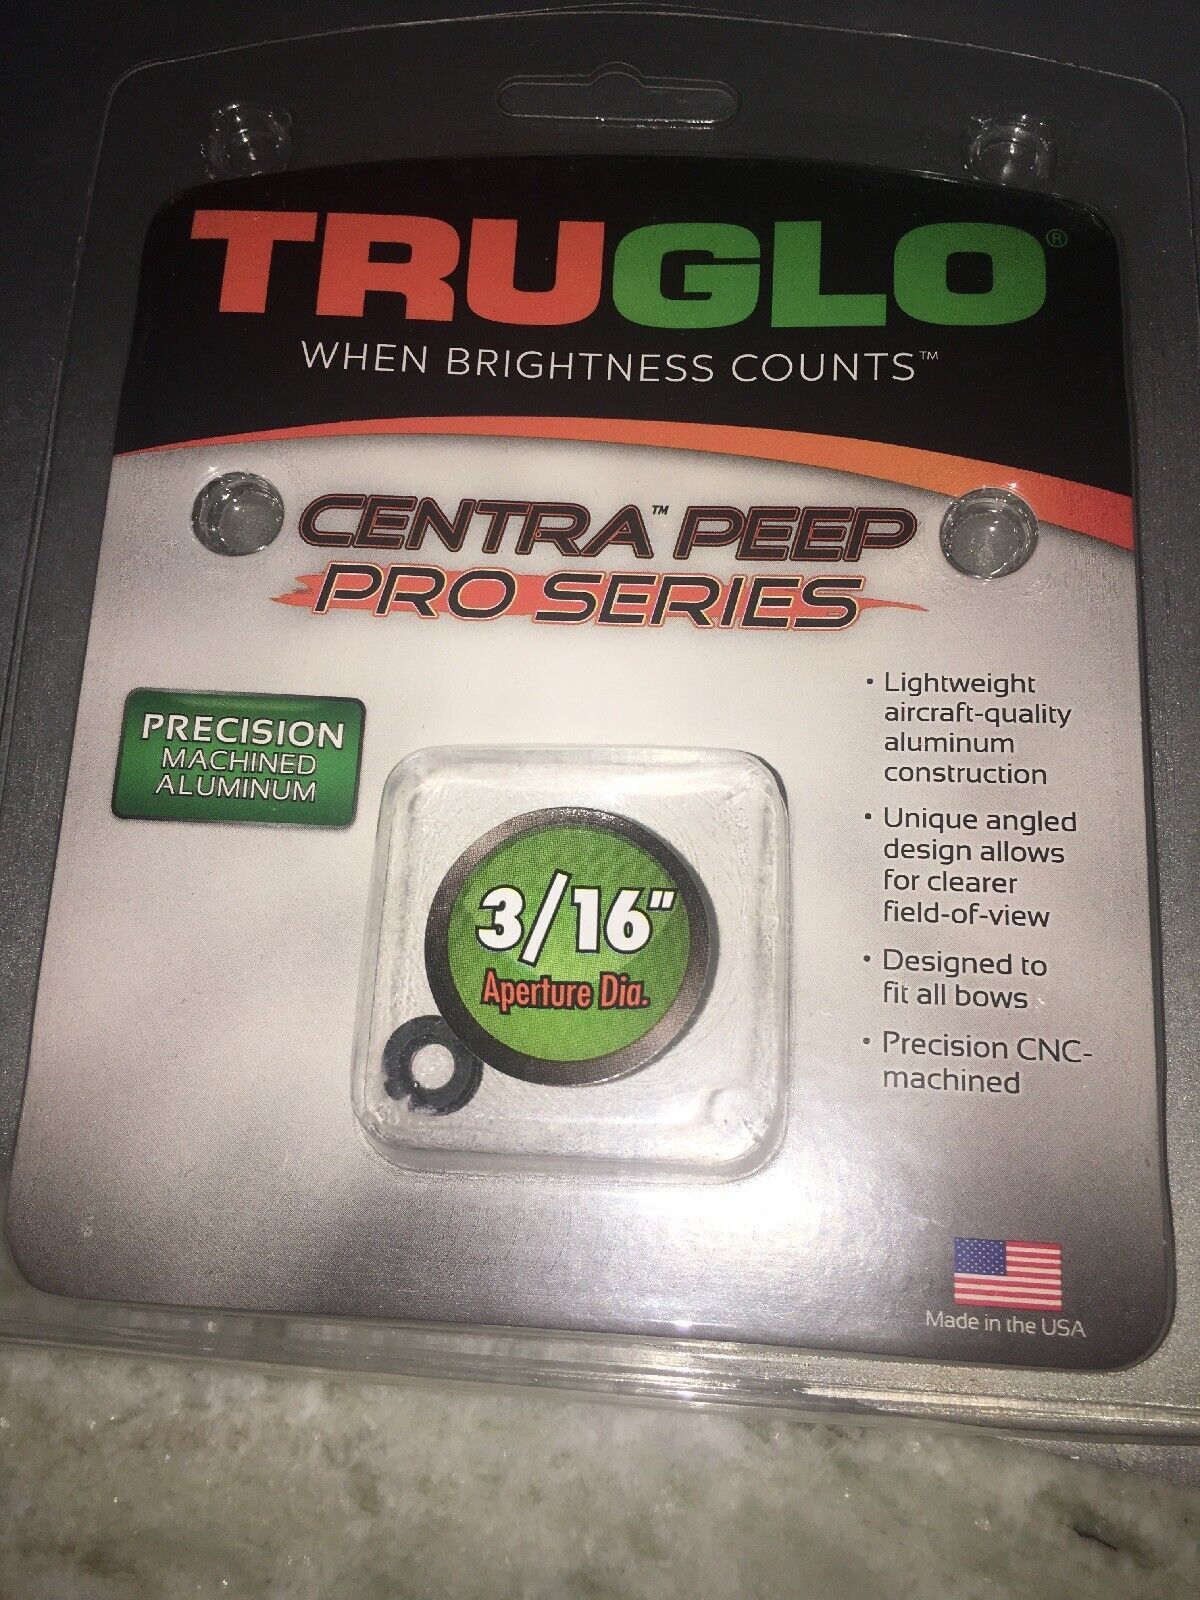 TRUGLO®
WHEN BRIGHTNESS COUNTS™
CENTRA™ PEEP
PRO SERIES
PRECISION
MACHINED
ALUMINUM
3/16"
Aperture Dia.
• Lightweight
aircraft-quality
aluminum
construction
• Unique angled
design allows
for clearer
field-of-view
• Designed to
fit all bows
• Precision CNC-
machined
Made in the USA